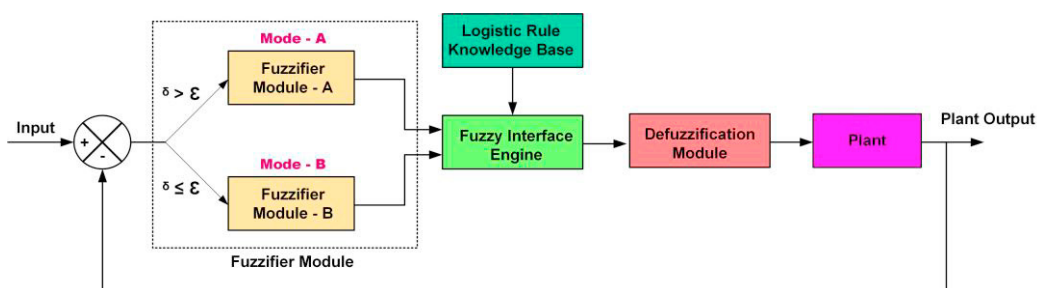 Input
+
-
δ > ε
δ ≤ ε
Mode - A
Fuzzifier
Module - A
Mode - B
Fuzzifier
Module - B
Fuzzifier Module
Logistic Rule
Knowledge Base
Fuzzy Interface
Engine
Defuzzification
Module
Plant
Plant Output